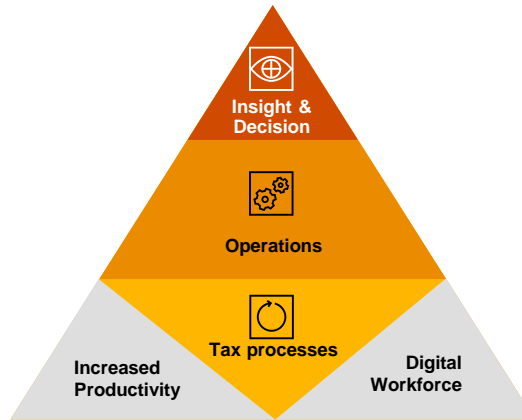 Insight &
Decision
Operations
Tax processes
Increased
Productivity
Digital
Workforce